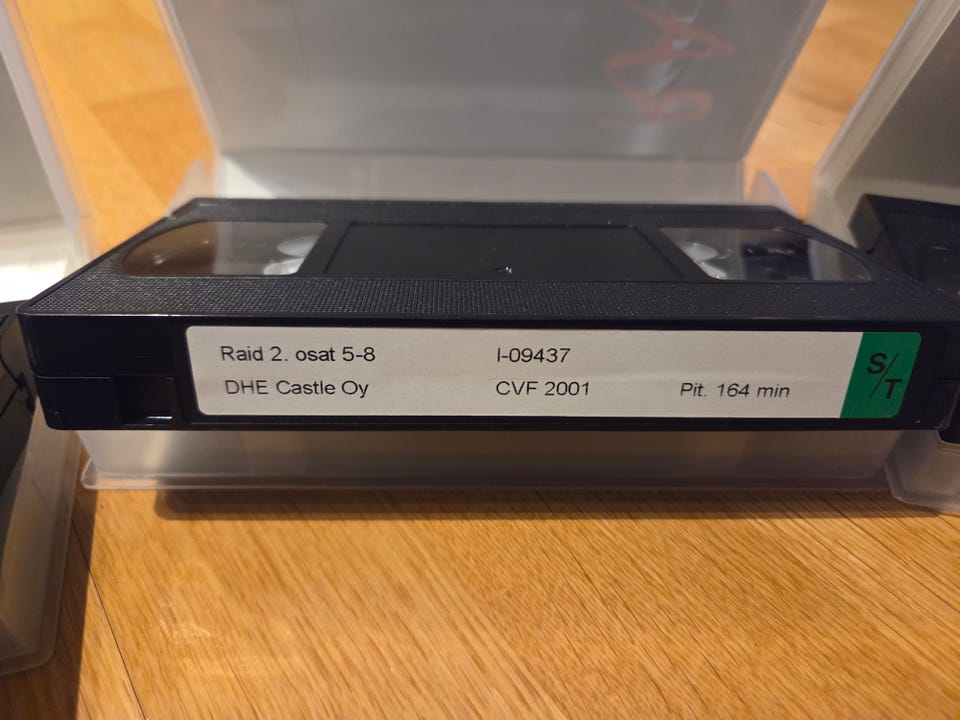 Raid 2. osat 5-8 I-09437
DHE Castle Oy CVF 2001 Pit. 164 min
S/T